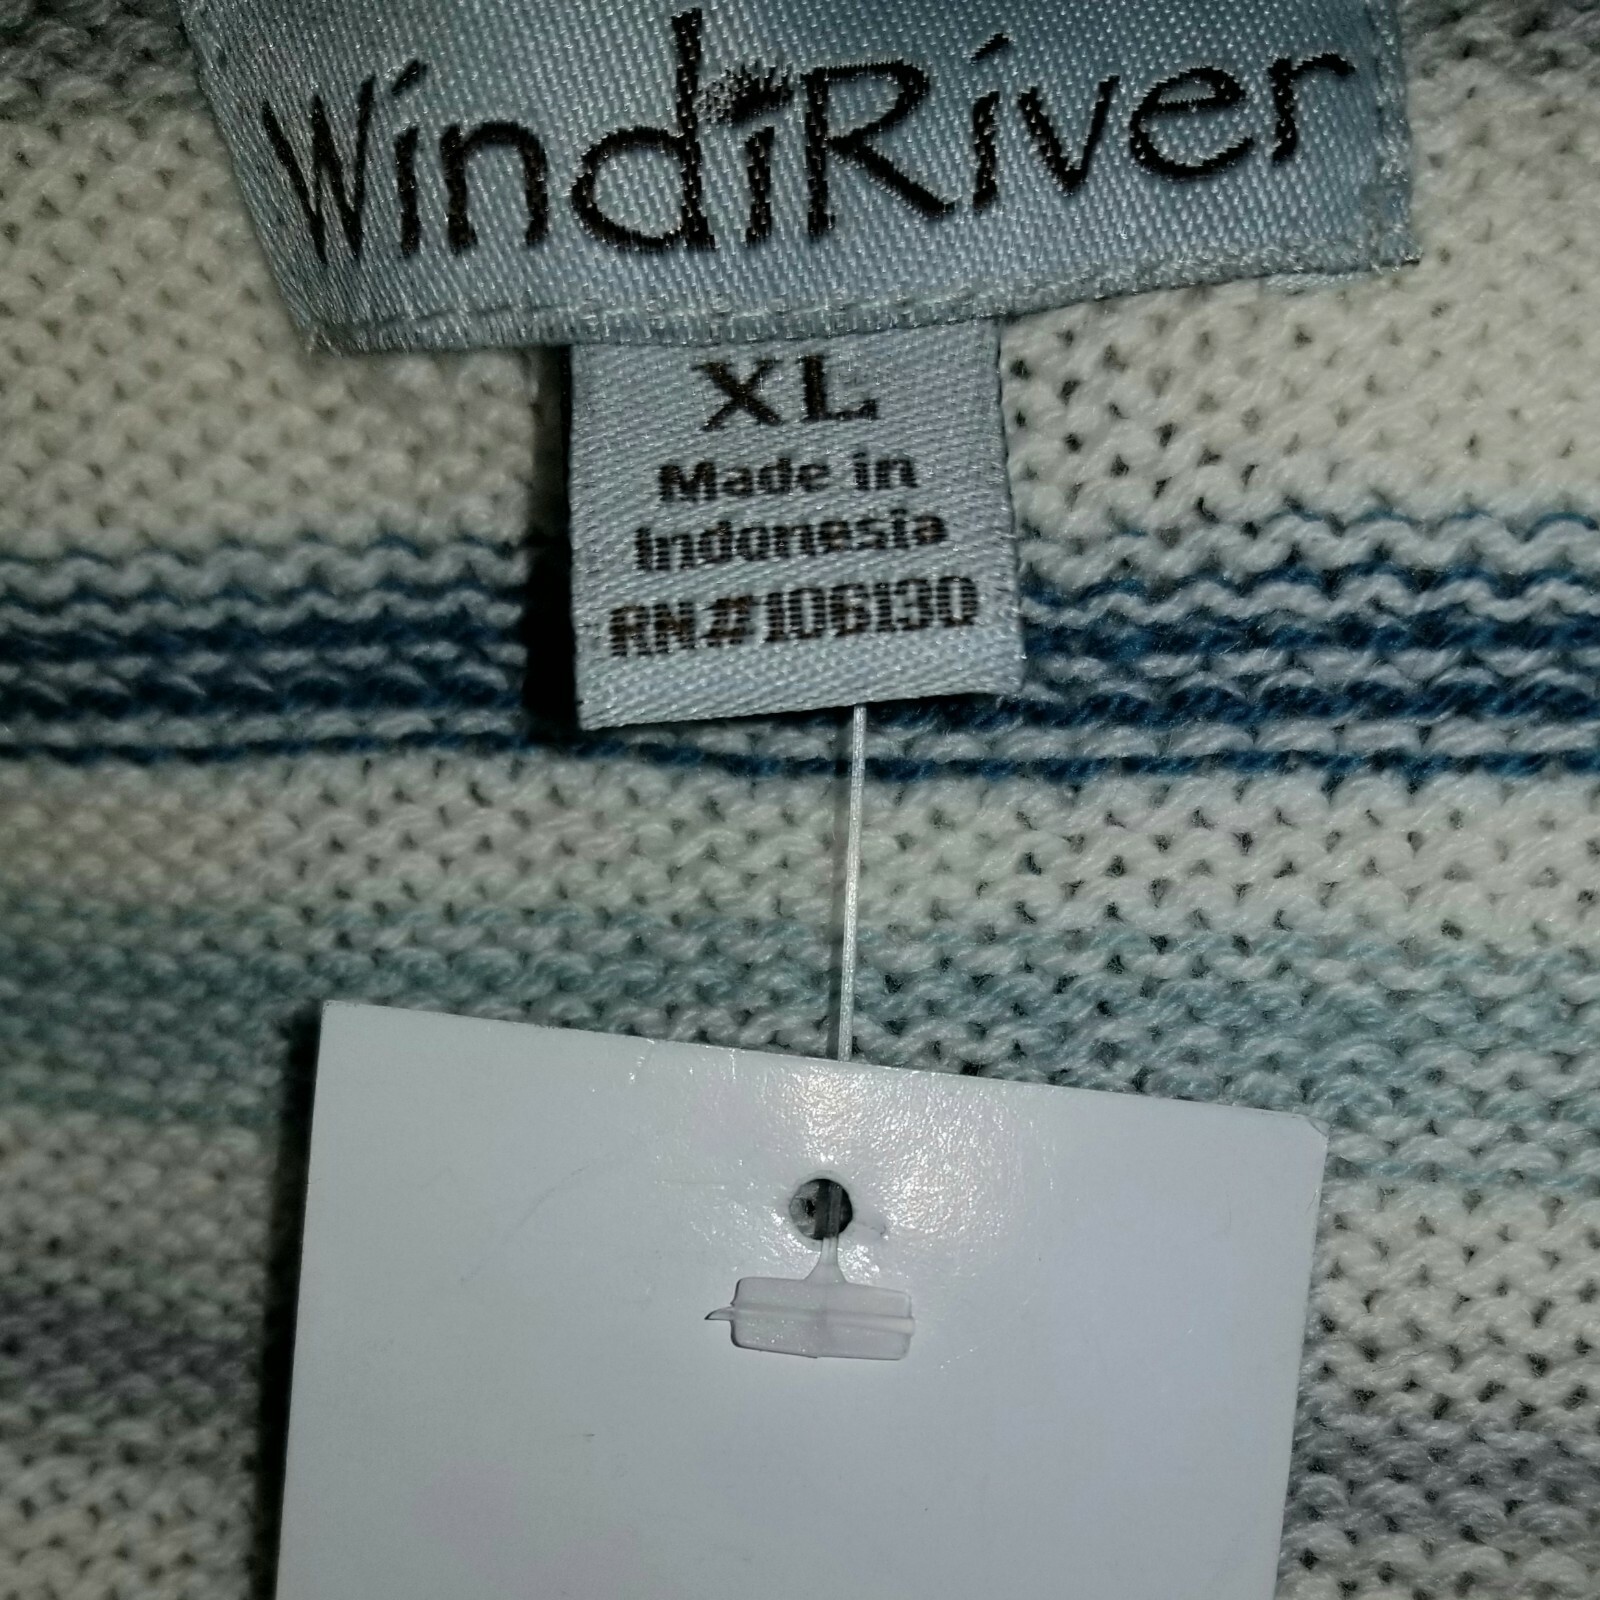 WindRiver
XL
Made in
Indonesia
RN#106130